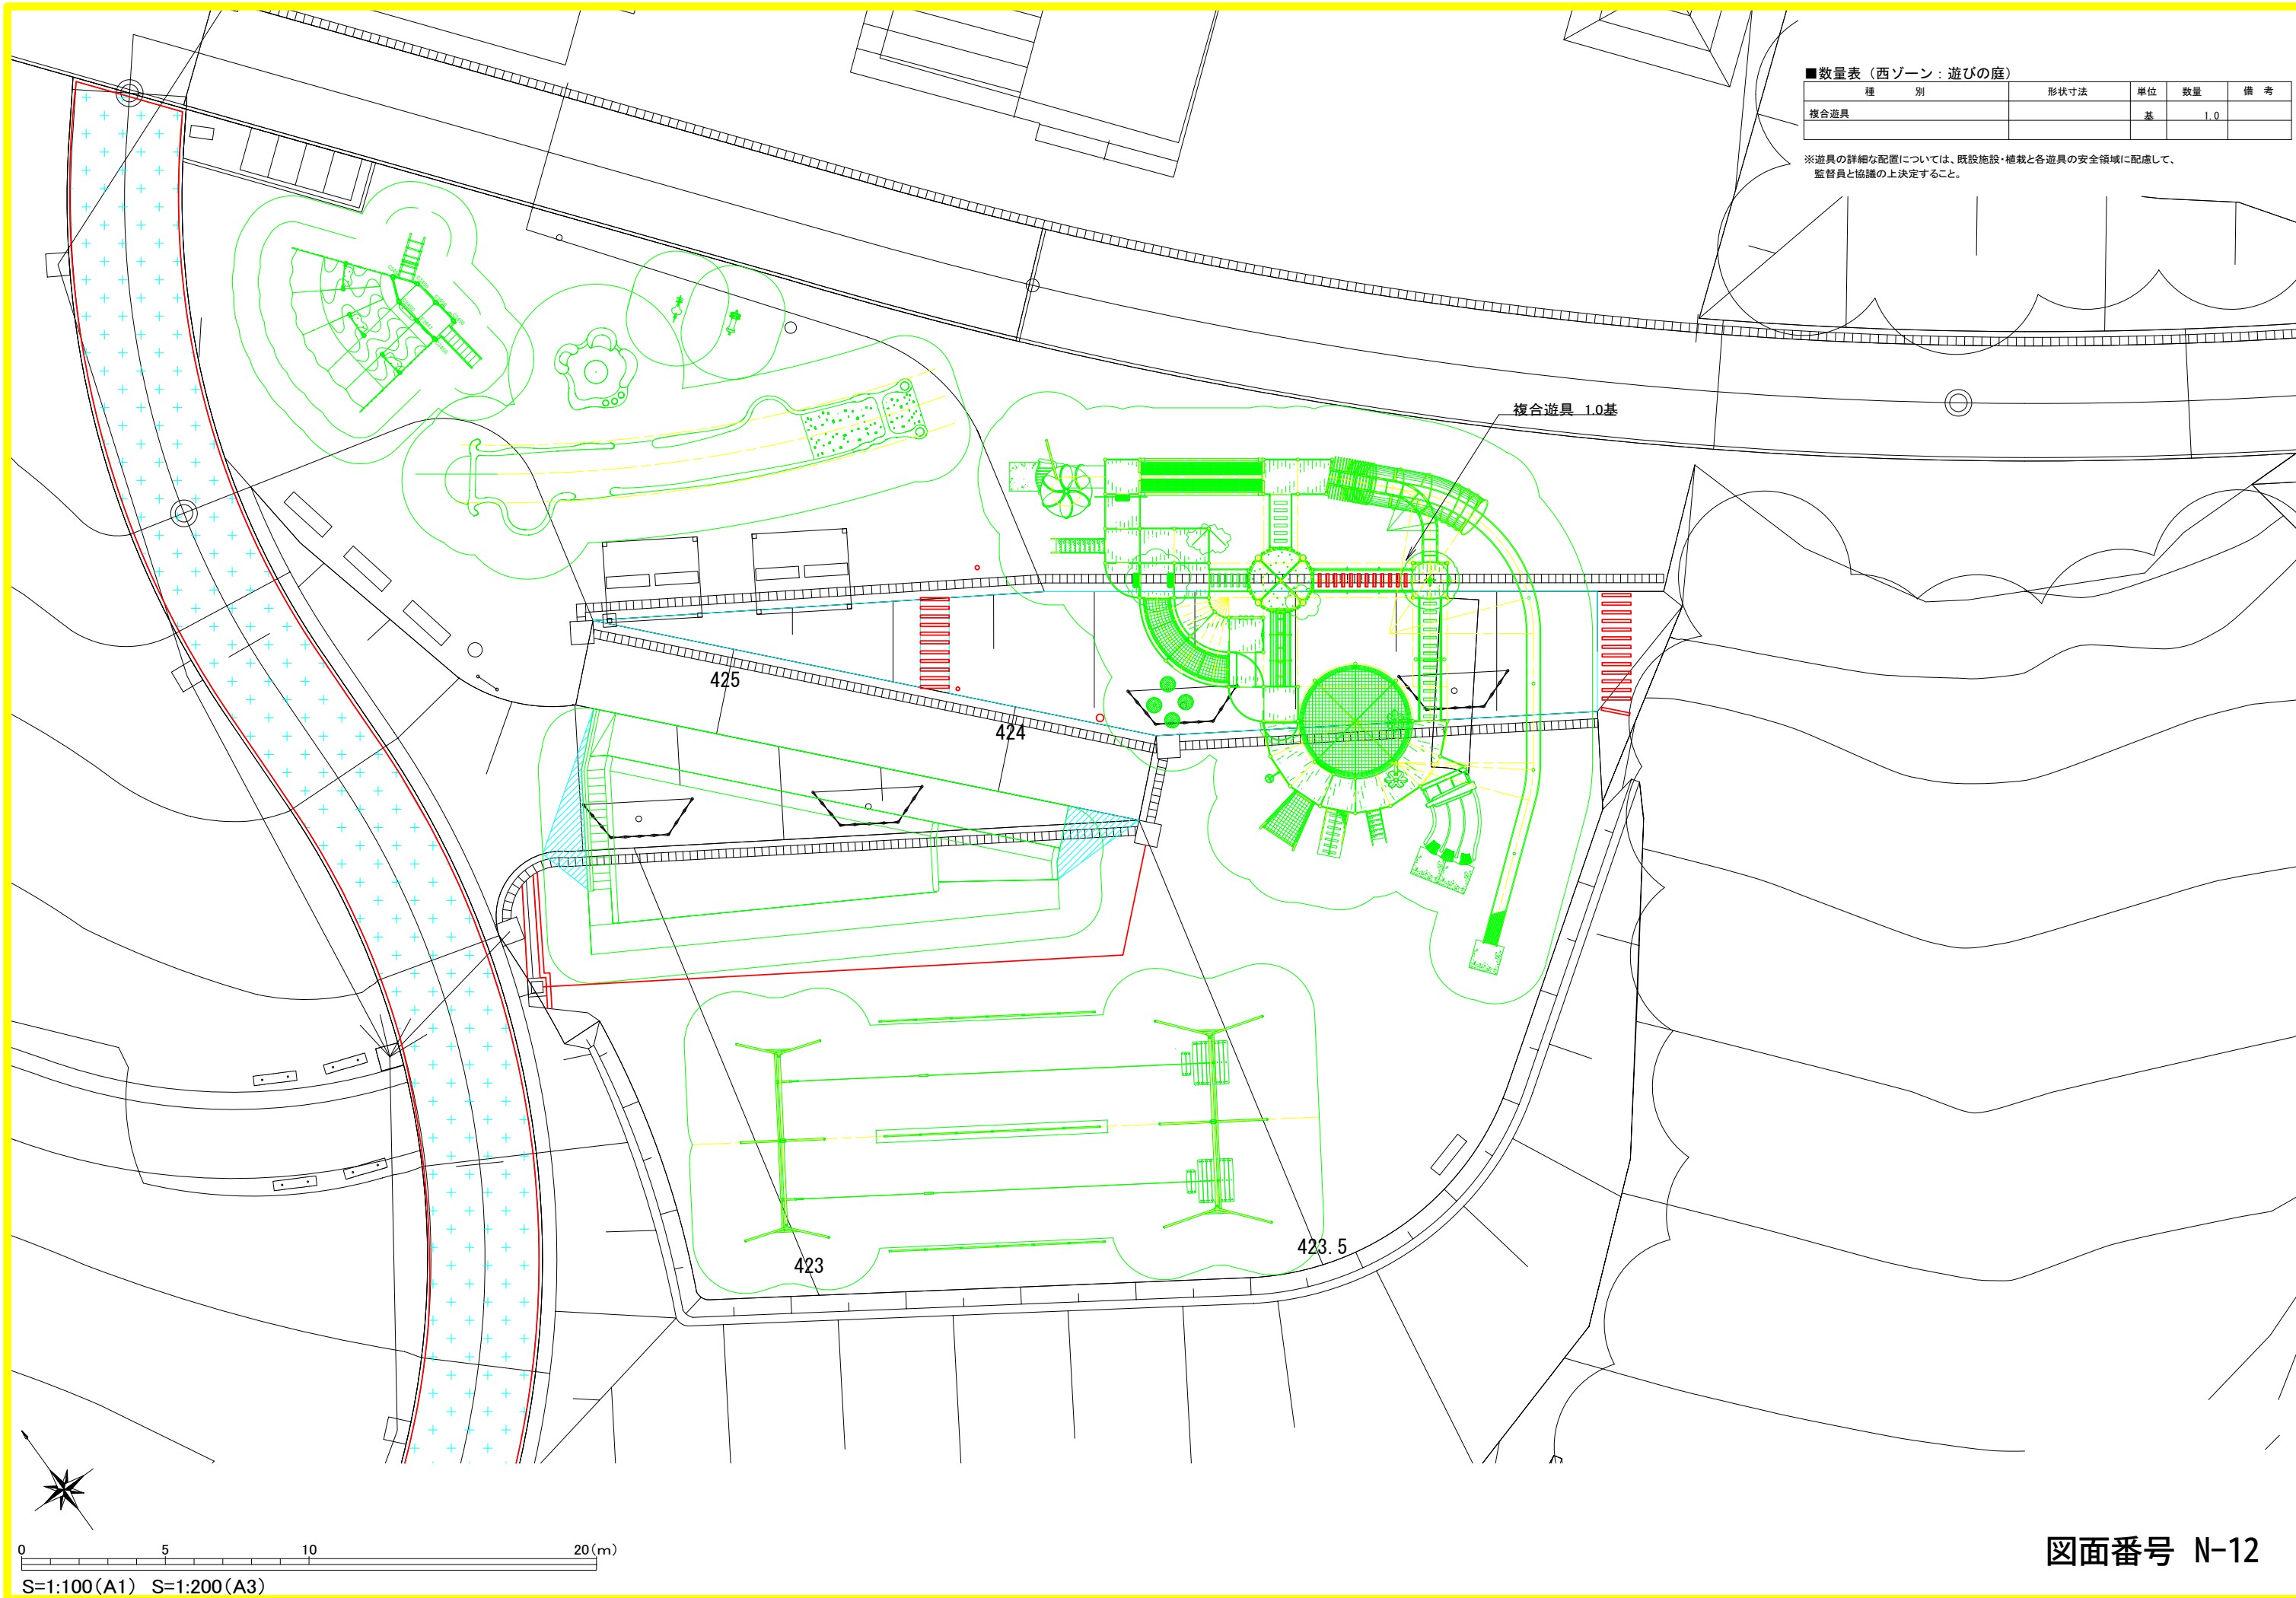 ■数量表（西ゾーン：遊びの庭）
種 別 形状寸法 単位 数量 備 考
複合遊具 基 1.0
※遊具の詳細な配置については、既設施設・植栽と各遊具の安全領域に配慮して、
監督員と協議の上決定すること。
複合遊具 1.0基
425
424
423.5
423
0 5 10 20(m)
S=1:100(A1) S=1:200(A3)
図面番号 N-12